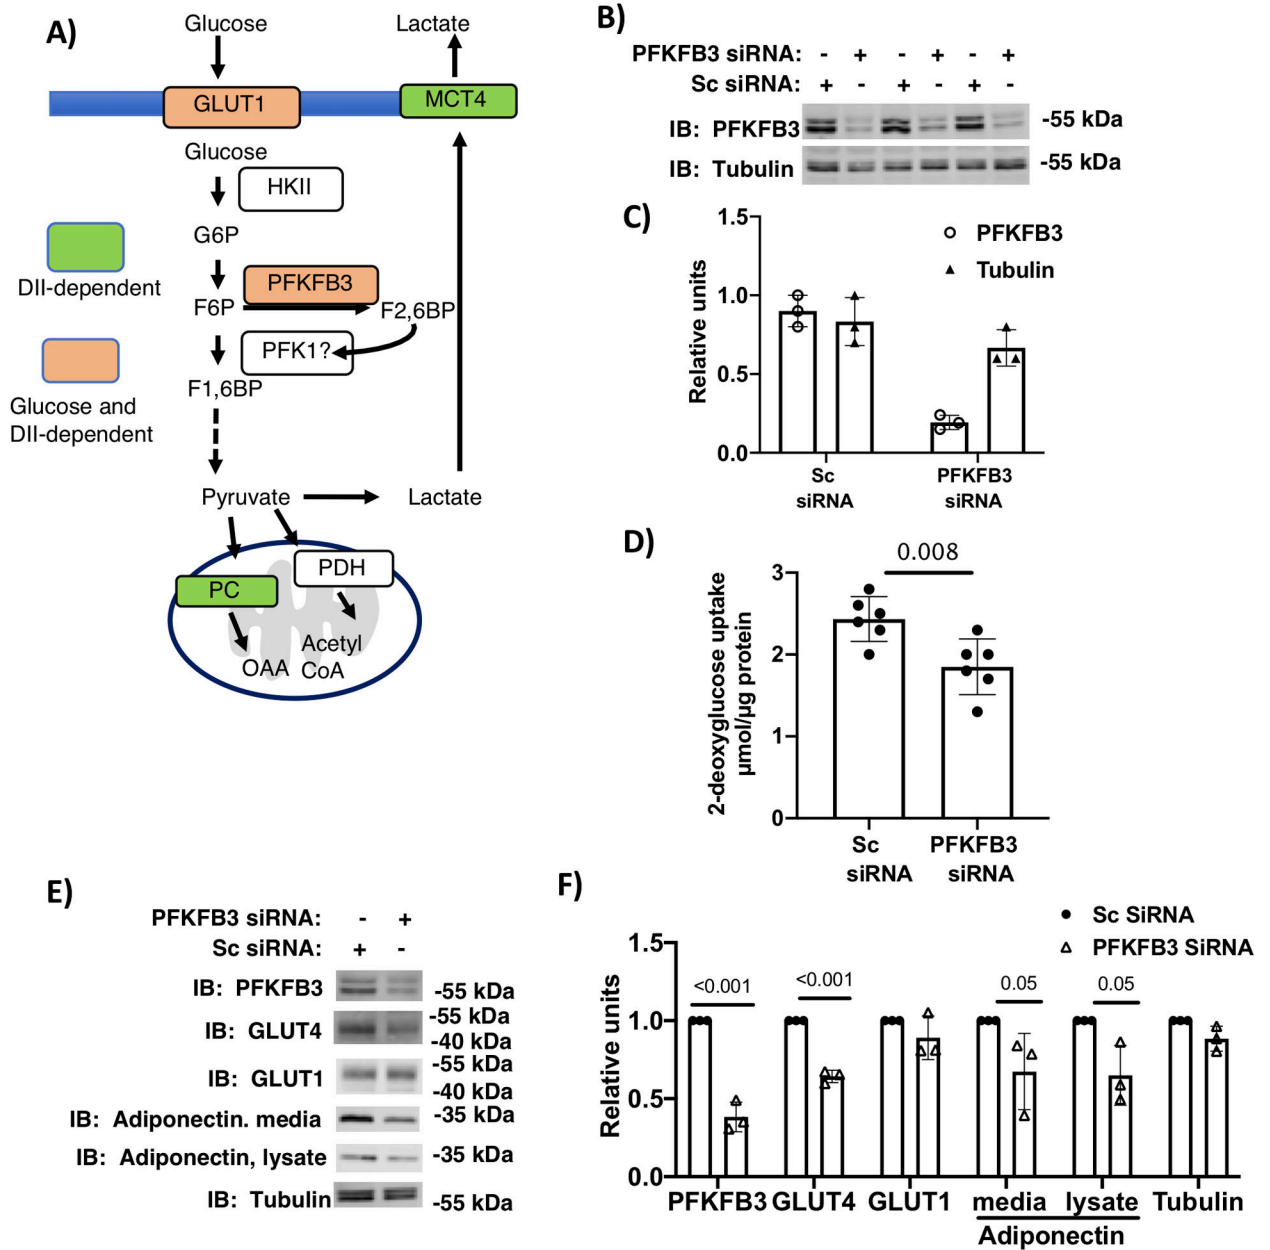 A)
Glucose
Lactate
GLUT1
MCT4
Glucose
HKII
G6P
DII-dependent
PFKFB3
F6P
F2,6BP
PFK1?
F1,6BP
Glucose and
DII-dependent
Pyruvate
Lactate
PC
PDH
OAA
Acetyl
CoA
B)
PFKFB3 siRNA: - + - + - +
Sc siRNA: + - + - + -
IB: PFKFB3 -55 kDa
IB: Tubulin -55 kDa
C)
Relative units
1.5
1.0
0.5
0.0
PFKFB3
Tubulin
Sc
siRNA
PFKFB3
siRNA
D)
2-deoxyglucose uptake
µmol/µg protein
3
2
1
0
0.008
Sc
siRNA
PFKFB3
siRNA
E)
PFKFB3 siRNA: - +
Sc siRNA: + -
IB: PFKFB3 -55 kDa
IB: GLUT4 -55 kDa
-40 kDa
IB: GLUT1 -55 kDa
-40 kDa
IB: Adiponectin. media -35 kDa
IB: Adiponectin, lysate -35 kDa
IB: Tubulin -55 kDa
F)
Sc SiRNA
PFKFB3 SiRNA
Relative units
1.5
1.0
0.5
0.0
<0.001
<0.001
0.05
0.05
PFKFB3 GLUT4 GLUT1 media lysate Tubulin
Adiponectin